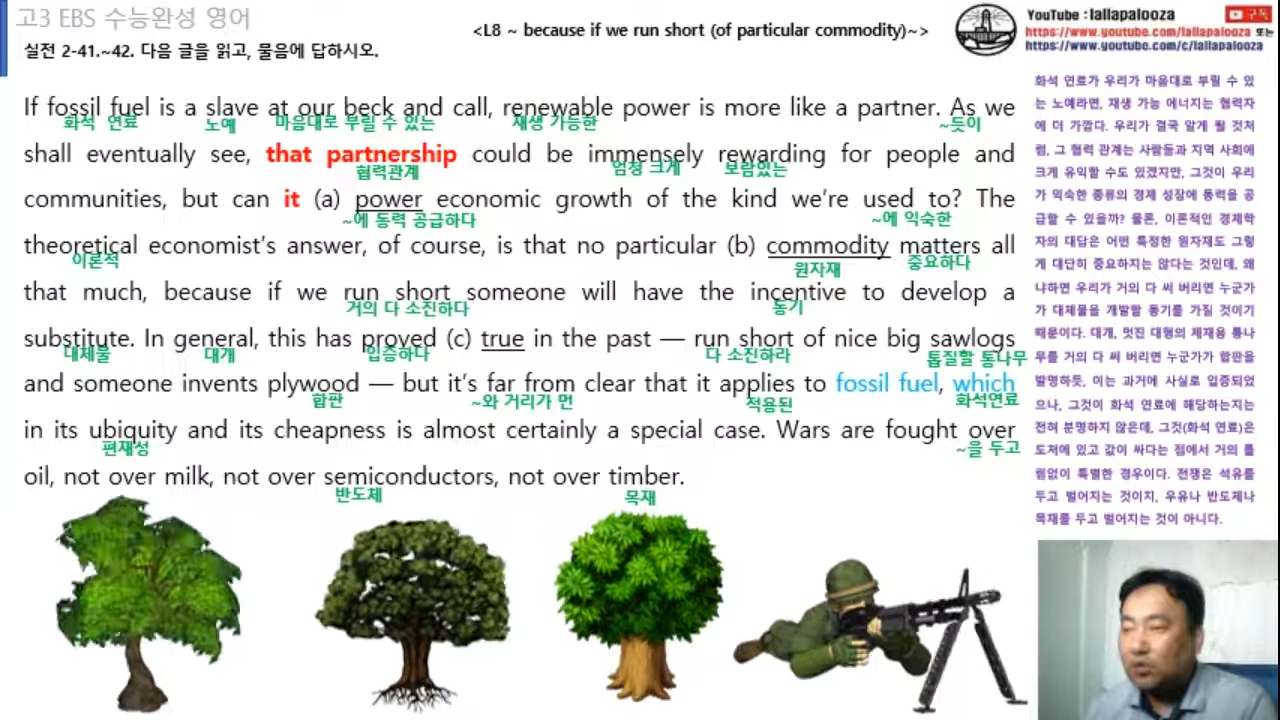 고3 EBS 수능완성 영어
실전 2-41.~42. 다음 글을 읽고, 물음에 답하시오.
<L8 ~ because if we run short (of particular commodity)~>
YouTube : lallapalooza
구독
https://www.youtube.com/lallapalooza 또는
https://www.youtube.com/c/lallapalooza
If fossil fuel is a slave at our beck and call, renewable power is more like a partner. As we
화석 연료 노예 마음대로 부릴 수 있는 재생 가능한 ~듯이
shall eventually see, that partnership could be immensely rewarding for people and
협력관계 엄청 크게 보람있는
communities, but can it (a) power economic growth of the kind we're used to? The
~에 동력 공급하다 ~에 익숙한
theoretical economist's answer, of course, is that no particular (b) commodity matters all
이론적 원자재 중요하다
that much, because if we run short someone will have the incentive to develop a
거의 다 소진하다 동기
substitute. In general, this has proved (c) true in the past — run short of nice big sawlogs
대체물 대개 입증하다 다 소진하라 톱질할 통나무
and someone invents plywood — but it's far from clear that it applies to fossil fuel, which
합판 ~와 거리가 먼 적용된 화석연료
in its ubiquity and its cheapness is almost certainly a special case. Wars are fought over
편재성 ~을 두고
oil, not over milk, not over semiconductors, not over timber.
반도체 목재
화석 연료가 우리가 마음대로 부릴 수 있
는 노예라면, 재생 가능 에너지는 협력자
에 더 가깝다. 우리가 결국 알게 될 것처
럼, 그 협력 관계는 사람들과 지역 사회에
크게 유익할 수도 있겠지만, 그것이 우리
가 익숙한 종류의 경제 성장에 동력을 공
급할 수 있을까? 물론, 이론적인 경제학
자의 대답은 어떤 특정한 원자재도 그렇
게 대단히 중요하지는 않다는 것인데, 왜
냐하면 우리가 거의 다 써 버리면 누군가
가 대체물을 개발할 동기를 가질 것이기
때문이다. 대개, 멋진 대형의 제재용 통나
무를 거의 다 써 버리면 누군가가 합판을
발명하듯, 이는 과거에 사실로 입증되었
으나, 그것이 화석 연료에 해당하는지는
전혀 분명하지 않은데, 그것(화석 연료)은
도처에 있고 값이 싸다는 점에서 거의 틀
림없이 특별한 경우이다. 전쟁은 석유를
두고 벌어지는 것이지, 우유나 반도체나
목재를 두고 벌어지는 것이 아니다.